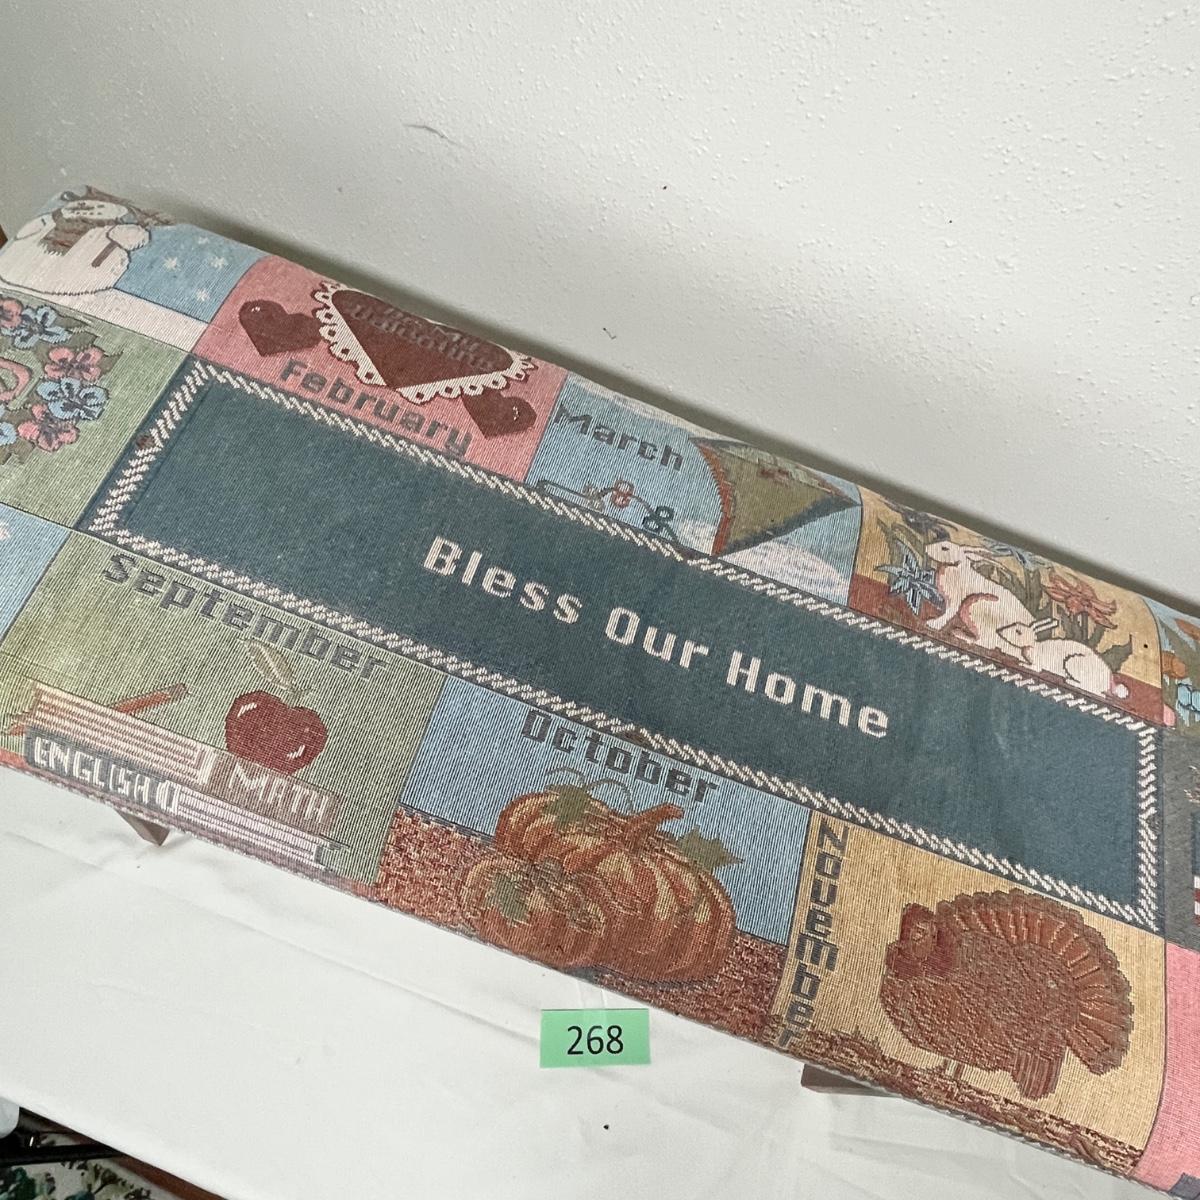 February
March
Bless Our Home
September
ENGLISH
MATH
October
November
268